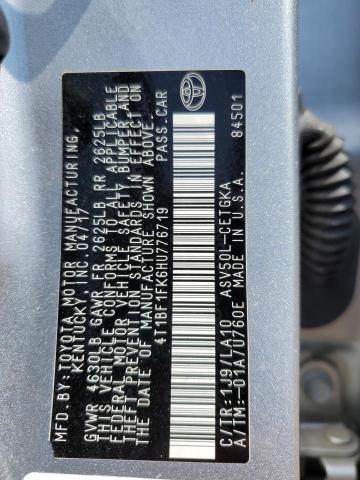 MFD. BY: TOYOTA MOTOR MANUFACTURING,
KENTUCKY, INC. 04/17
GVWR 4630LB GAWR FR 2625LB RR 2625LB
THIS VEHICLE CONFORMS TO ALL APPLICABLE
FEDERAL MOTOR VEHICLE SAFETY, BUMPER, AND
THEFT PREVENTION STANDARDS IN EFFECT ON
THE DATE OF MANUFACTURE SHOWN ABOVE.
4T1BF1FK6HU776719 PASS.CAR
C/TR:1J9/LA10 ASV50L-CETGKA
A/TM:-01A/U760E MADE IN U.S.A. 84501